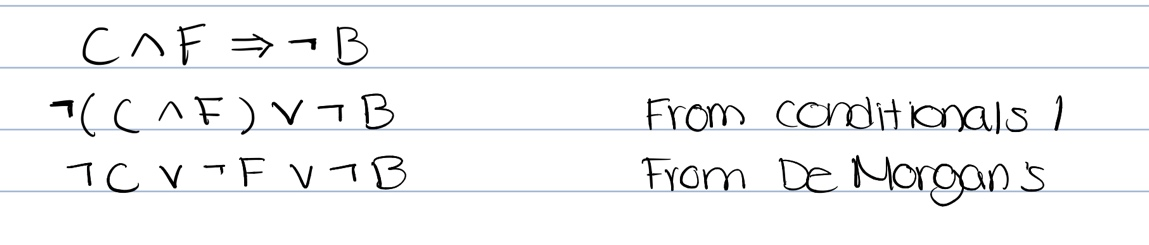 C ∧ F ⇒ ¬ B
¬( C ∧ F ) ∨ ¬ B From conditionals 1
¬ C ∨ ¬ F ∨ ¬ B From De Morgan's